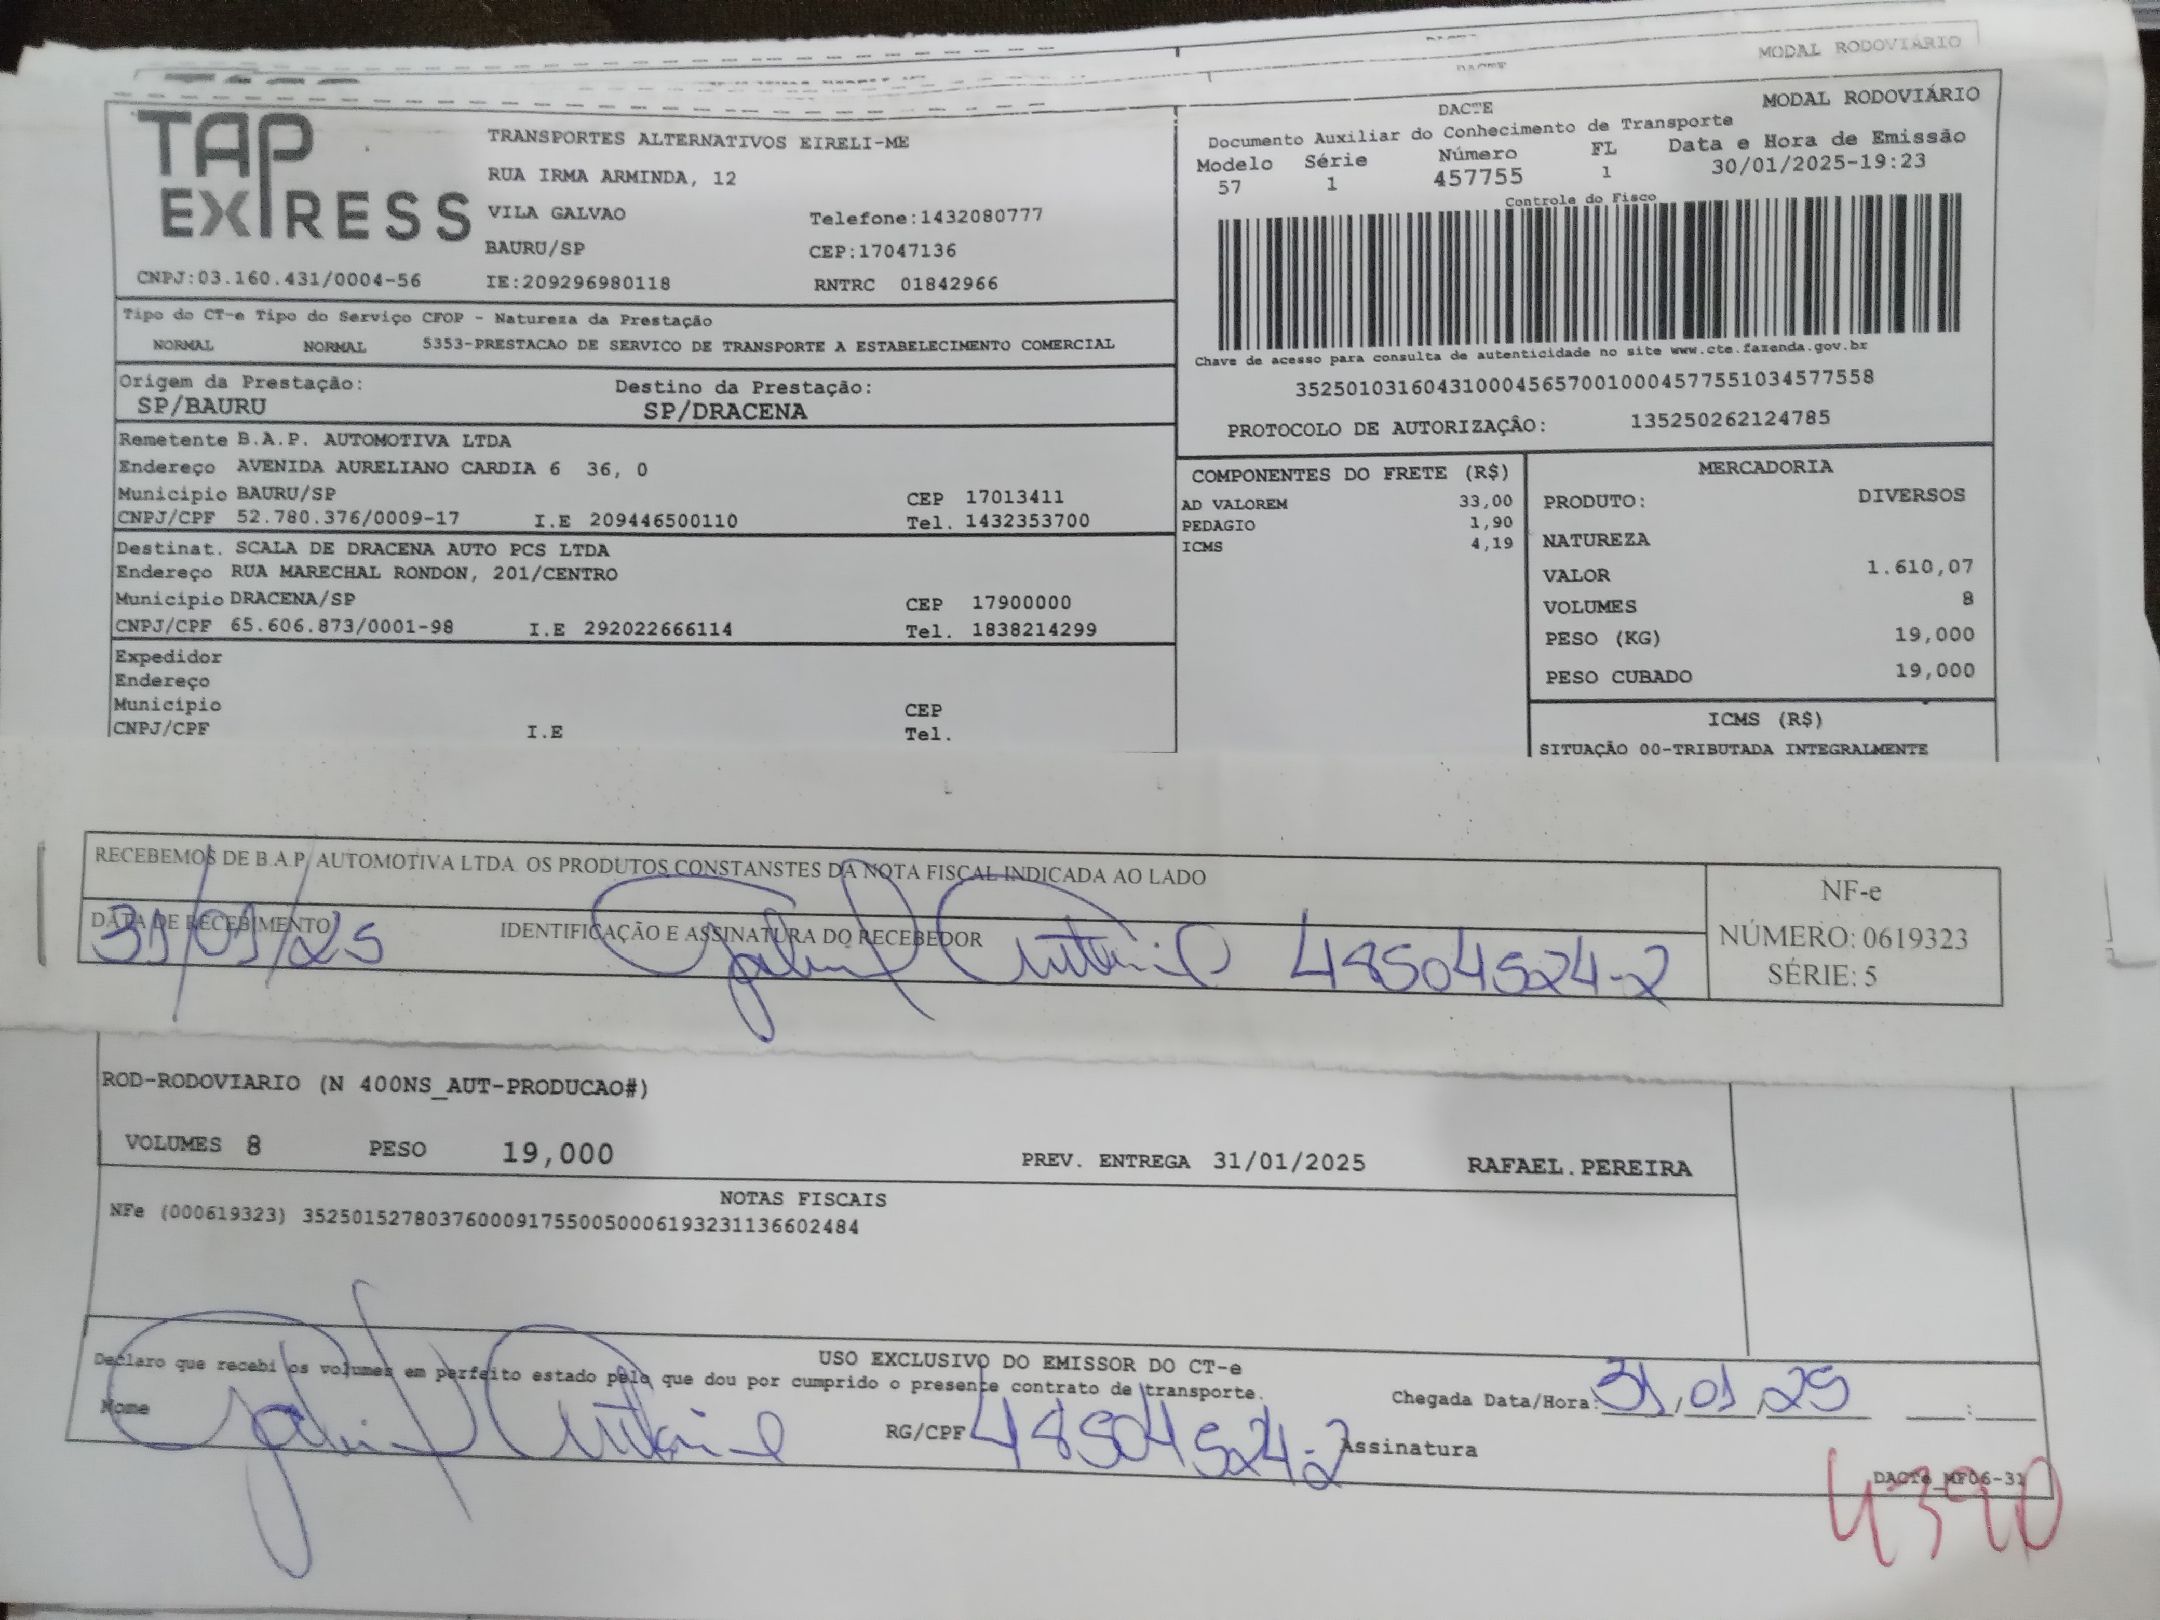 MODAL RODOVIÁRIO
TAP EXPRESS
TRANSPORTES ALTERNATIVOS EIRELI-ME
RUA IRMA ARMINDA, 12
VILA GALVAO Telefone:1432080777
BAURU/SP CEP:17047136
CNPJ:03.160.431/0004-56 IE:209296980118 RNTRC 01842966
DACTE MODAL RODOVIÁRIO
Documento Auxiliar do Conhecimento de Transporte
Modelo Série Número FL Data e Hora de Emissão
57 1 457755 1 30/01/2025-19:23
Controle do Fisco
Chave de acesso para consulta de autenticidade no site www.cte.fazenda.gov.br
35250103160431000456570010004577551034577558
PROTOCOLO DE AUTORIZAÇÃO: 135250262124785
Tipo do CT-e Tipo do Serviço CFOP - Natureza da Prestação
NORMAL NORMAL 5353-PRESTACAO DE SERVICO DE TRANSPORTE A ESTABELECIMENTO COMERCIAL
Origem da Prestação: Destino da Prestação:
SP/BAURU SP/DRACENA
Remetente B.A.P. AUTOMOTIVA LTDA
Endereço AVENIDA AURELIANO CARDIA 6 36, 0
Município BAURU/SP CEP 17013411
CNPJ/CPF 52.780.376/0009-17 I.E 209446500110 Tel. 1432353700
Destinat. SCALA DE DRACENA AUTO PCS LTDA
Endereço RUA MARECHAL RONDON, 201/CENTRO
Município DRACENA/SP CEP 17900000
CNPJ/CPF 65.606.873/0001-98 I.E 292022666114 Tel. 1838214299
Expedidor
Endereço
Município CEP
CNPJ/CPF I.E Tel.
COMPONENTES DO FRETE (R$)
AD VALOREM 33,00
PEDAGIO 1,90
ICMS 4,19
MERCADORIA
PRODUTO: DIVERSOS
NATUREZA
VALOR 1.610,07
VOLUMES 8
PESO (KG) 19,000
PESO CUBADO 19,000
ICMS (R$)
SITUAÇÃO 00-TRIBUTADA INTEGRALMENTE
RECEBEMOS DE B.A.P. AUTOMOTIVA LTDA OS PRODUTOS CONSTANSTES DA NOTA FISCAL INDICADA AO LADO
DATA DE RECEBIMENTO IDENTIFICAÇÃO E ASSINATURA DO RECEBEDOR
31/01/25 48504524-2
NF-e
NÚMERO: 0619323
SÉRIE: 5
ROD-RODOVIARIO (N 400NS_AUT-PRODUCAO#)
VOLUMES 8 PESO 19,000 PREV. ENTREGA 31/01/2025 RAFAEL.PEREIRA
NOTAS FISCAIS
NFe (000619323) 35250152780376000917550050006193231136602484
USO EXCLUSIVO DO EMISSOR DO CT-e
Declaro que recebi os volumes em perfeito estado pelo que dou por cumprido o presente contrato de transporte.
Chegada Data/Hora: 31/01/25 :
Nome RG/CPF 48504524-2 Assinatura
DACTe MF06-31